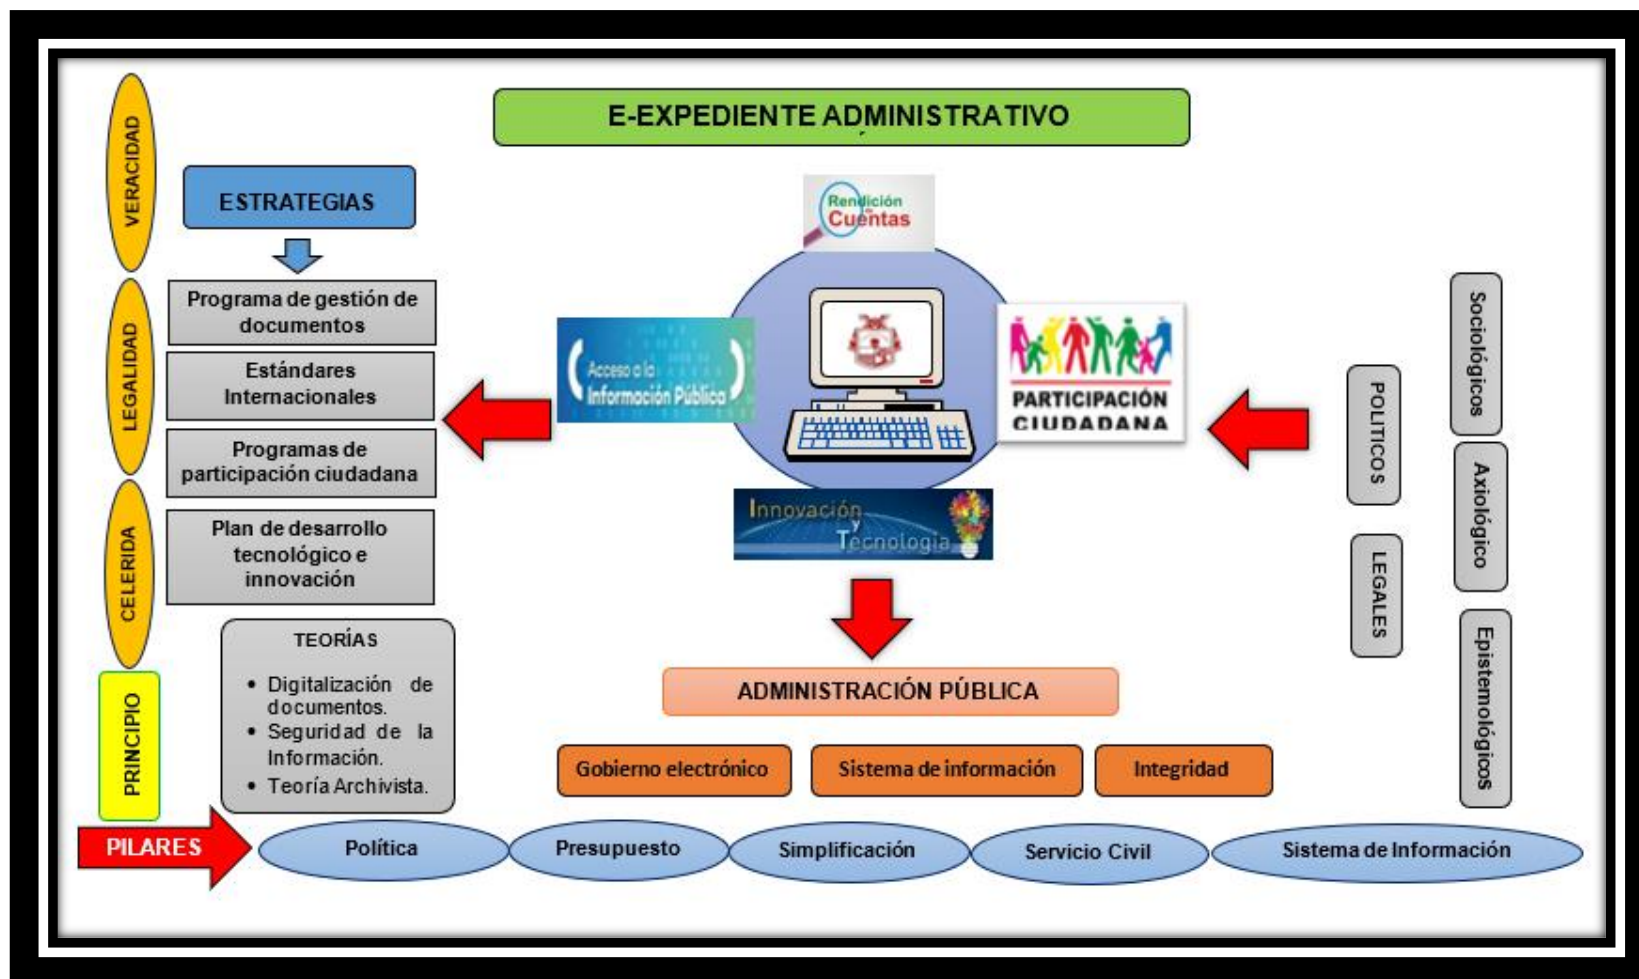 E-EXPEDIENTE ADMINISTRATIVO
VERACIDAD
LEGALIDAD
CELERIDA
PRINCIPIO
ESTRATEGIAS
Programa de gestión de
documentos
Estándares
Internacionales
Programas de
participación ciudadana
Plan de desarrollo
tecnológico e
innovación
TEORÍAS
• Digitalización de
documentos.
• Seguridad de la
Información.
• Teoría Archivista.
Rendición
de
Cuentas
Acceso a la
Información Pública
PARTICIPACIÓN
CIUDADANA
Innovación
y
Tecnología
POLITICOS
LEGALES
Sociológicos
Axiológico
Epistemológicos
ADMINISTRACIÓN PÚBLICA
Gobierno electrónico
Sistema de información
Integridad
PILARES
Política
Presupuesto
Simplificación
Servicio Civil
Sistema de Información